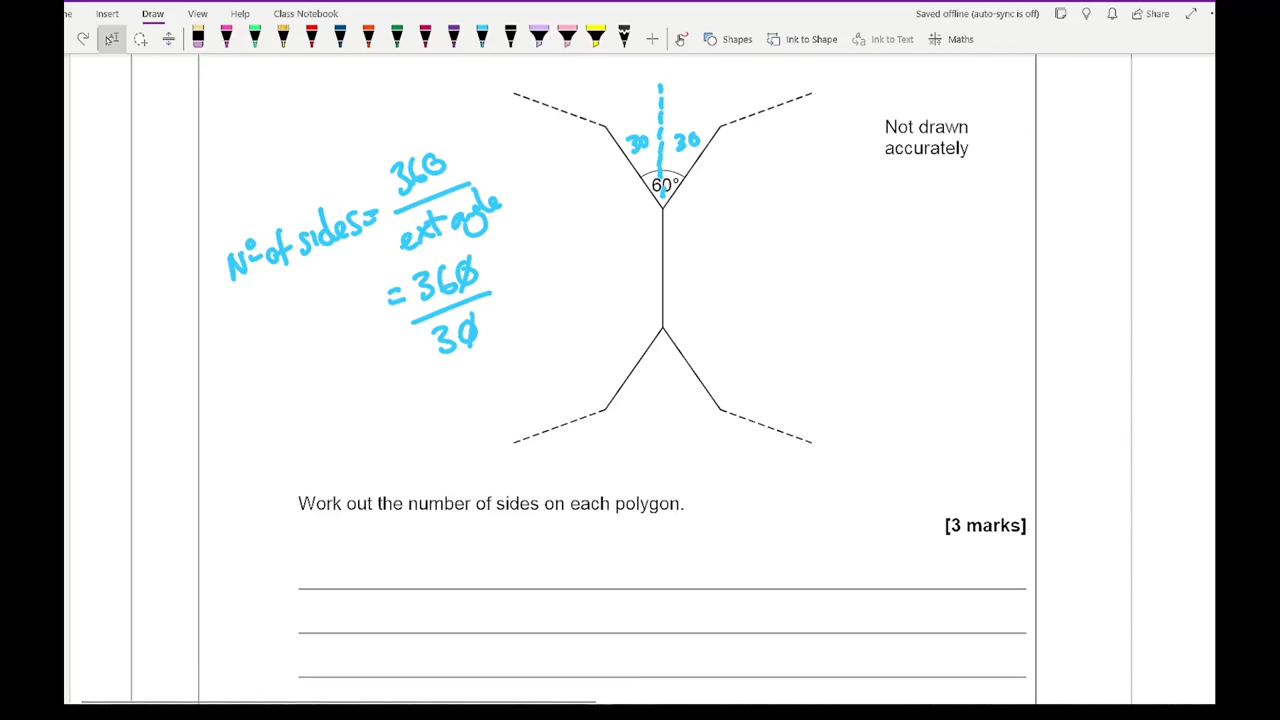 Insert Draw View Help Class Notebook Saved offline (auto-sync is off) Share
Shapes Ink to Shape Ink to Text Maths
Not drawn
accurately
30 30
60°
Nº of sides = 360
ext angle
= 360
30
Work out the number of sides on each polygon.
[3 marks]